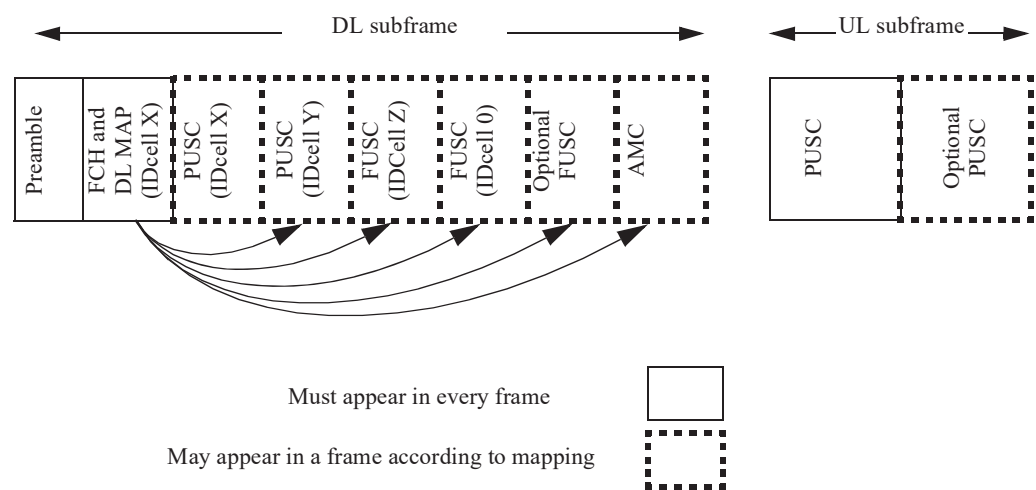 DL subframe
UL subframe
Preamble
FCH and
DL MAP
(IDcell X)
PUSC
(IDcell X)
PUSC
(IDcell Y)
FUSC
(IDCell Z)
FUSC
(IDcell 0)
Optional
FUSC
AMC
PUSC
Optional
PUSC
Must appear in every frame
May appear in a frame according to mapping